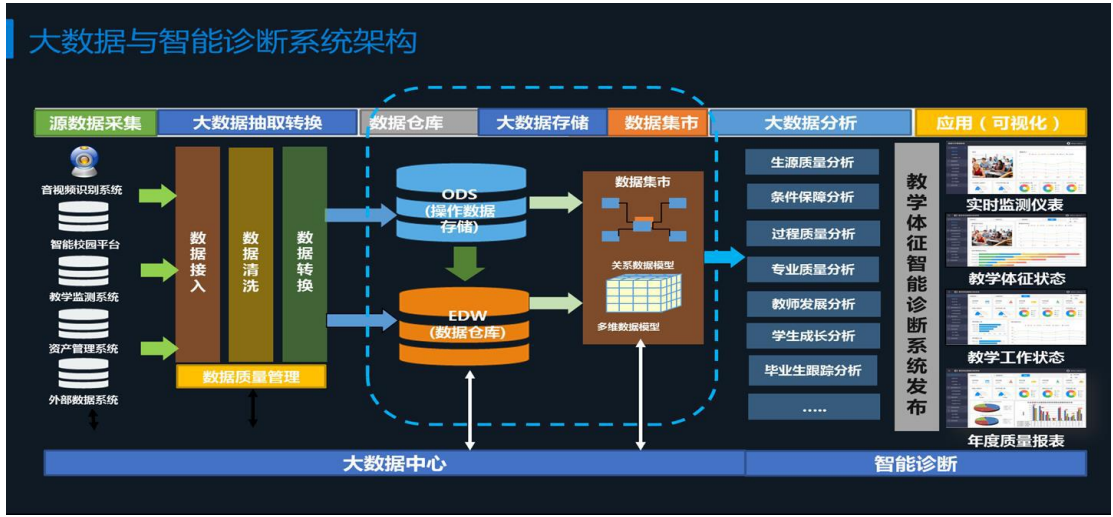 大数据与智能诊断系统架构
源数据采集
大数据抽取转换
数据仓库
大数据存储
数据集市
大数据分析
应用（可视化）
音视频识别系统
智能校园平台
教学监测系统
资产管理系统
外部数据系统
数据接入
数据清洗
数据转换
数据质量管理
ODS
(操作数据
存储)
EDW
(数据仓库)
数据集市
关系数据模型
多维数据模型
生源质量分析
条件保障分析
过程质量分析
专业质量分析
教师发展分析
学生成长分析
毕业生跟踪分析
.....
教学体征智能诊断系统发布
实时监测仪表
教学体征状态
教学工作状态
年度质量报表
大数据中心
智能诊断